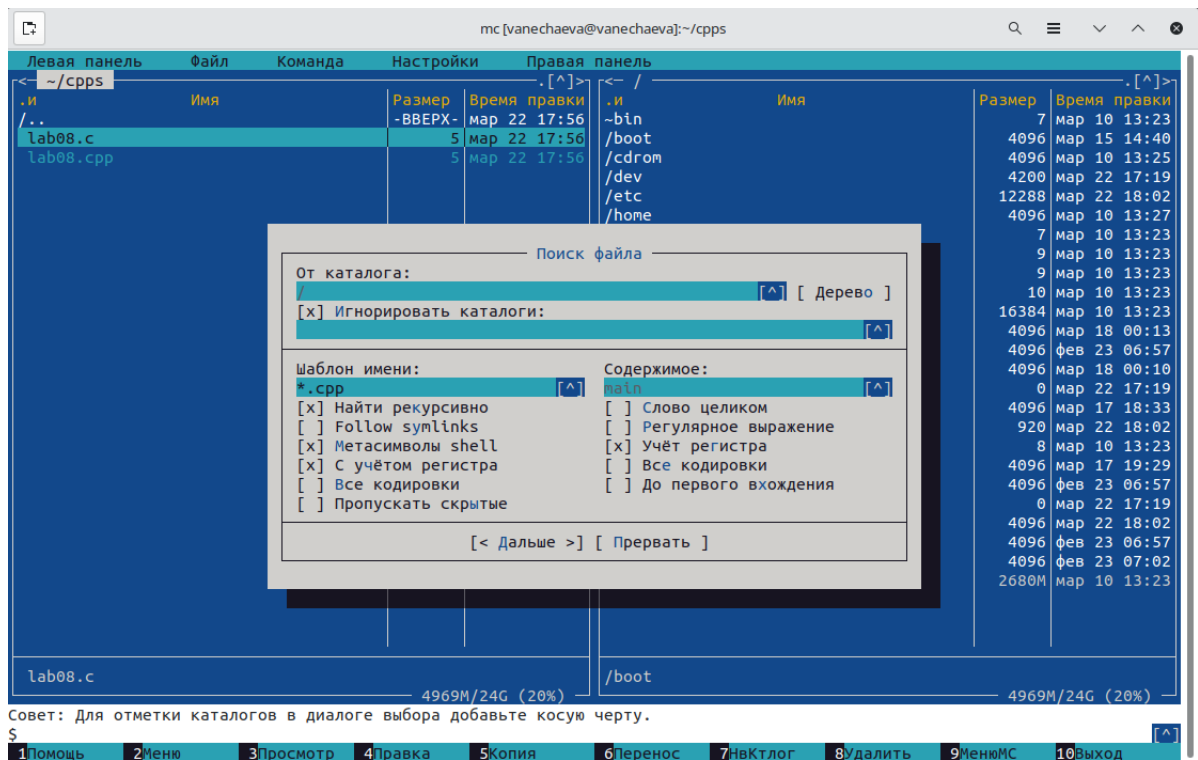 mc [vanechaeva@vanechaeva]:~/cpps
Левая панель Файл Команда Настройки Правая панель
<— ~/cpps .[^]> <— / .[^]>
.и Имя Размер Время правки .и Имя Размер Время правки
/.. -ВВЕРХ- мар 22 17:56 ~bin 7 мар 10 13:23
lab08.c 5 мар 22 17:56 /boot 4096 мар 15 14:40
lab08.cpp 5 мар 22 17:56 /cdrom 4096 мар 10 13:25
/dev 4200 мар 22 17:19
/etc 12288 мар 22 18:02
/home 4096 мар 10 13:27
7 мар 10 13:23
Поиск файла 9 мар 10 13:23
От каталога: 9 мар 10 13:23
/ [^] [ Дерево ] 10 мар 10 13:23
[x] Игнорировать каталоги: 16384 мар 10 13:23
[^] 4096 мар 18 00:13
4096 фев 23 06:57
Шаблон имени: Содержимое: 4096 мар 18 00:10
*.cpp [^] main [^] 0 мар 22 17:19
[x] Найти рекурсивно [ ] Слово целиком 4096 мар 17 18:33
[ ] Follow symlinks [ ] Регулярное выражение 920 мар 22 18:02
[x] Метасимволы shell [x] Учёт регистра 8 мар 10 13:23
[x] С учётом регистра [ ] Все кодировки 4096 мар 17 19:29
[ ] Все кодировки [ ] До первого вхождения 4096 фев 23 06:57
[ ] Пропускать скрытые 0 мар 22 17:19
4096 мар 22 18:02
[< Дальше >] [ Прервать ] 4096 фев 23 06:57
4096 фев 23 07:02
2680M мар 10 13:23
lab08.c /boot
4969M/24G (20%) 4969M/24G (20%)
Совет: Для отметки каталогов в диалоге выбора добавьте косую черту.
$ [^]
1Помощь 2Меню 3Просмотр 4Правка 5Копия 6Перенос 7НвКтлог 8Удалить 9МенюМС 10Выход